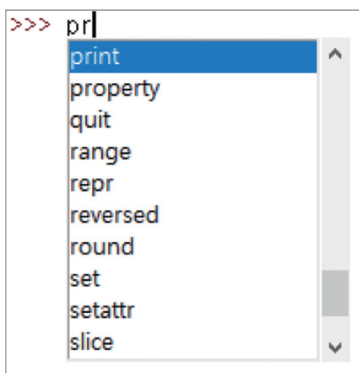 >>> pr
print
property
quit
range
repr
reversed
round
set
setattr
slice